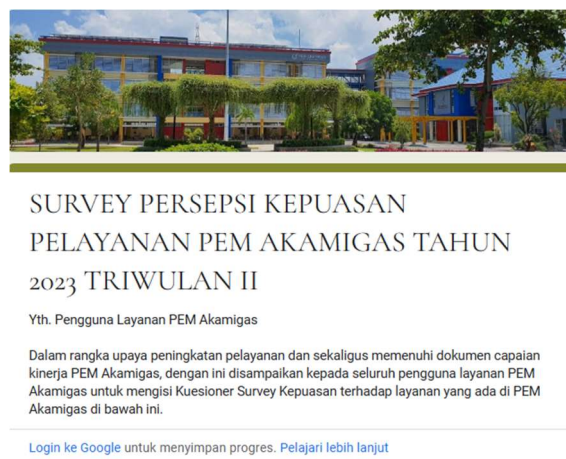 SURVEY PERSEPSI KEPUASAN
PELAYANAN PEM AKAMIGAS TAHUN
2023 TRIWULAN II
Yth. Pengguna Layanan PEM Akamigas
Dalam rangka upaya peningkatan pelayanan dan sekaligus memenuhi dokumen capaian
kinerja PEM Akamigas, dengan ini disampaikan kepada seluruh pengguna layanan PEM
Akamigas untuk mengisi Kuesioner Survey Kepuasan terhadap layanan yang ada di PEM
Akamigas di bawah ini.
Login ke Google untuk menyimpan progres. Pelajari lebih lanjut